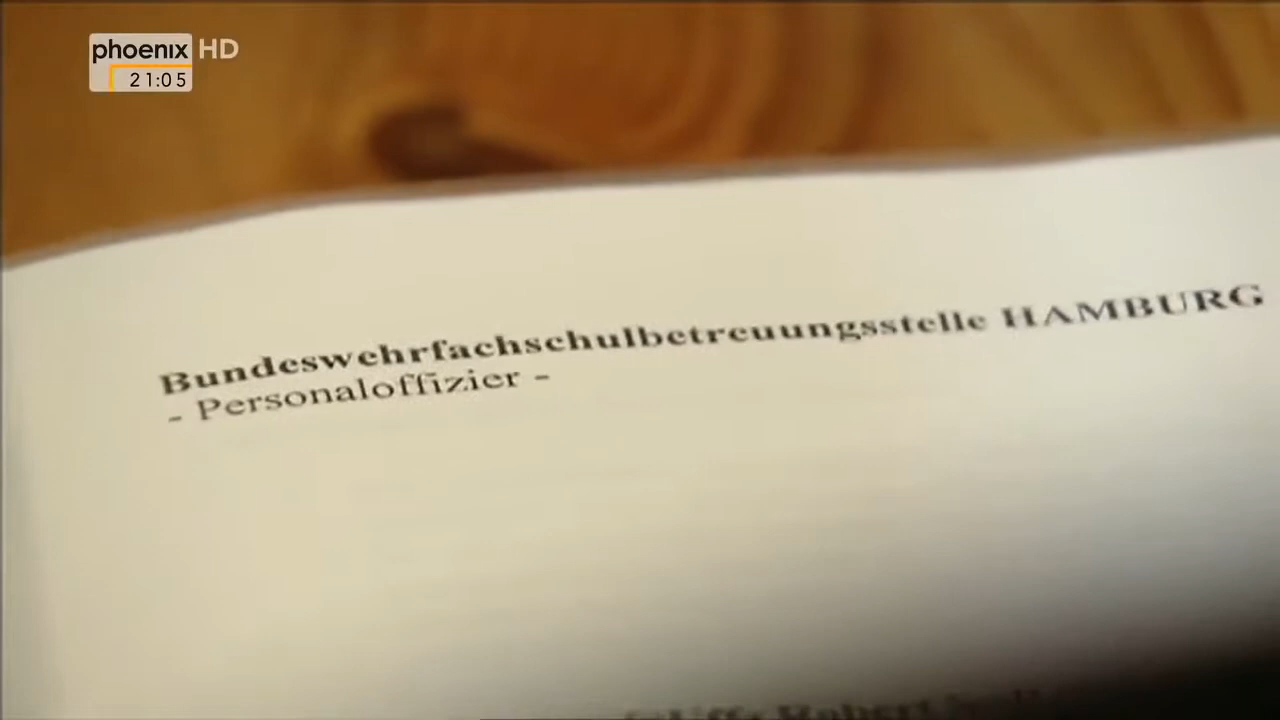 phoenix HD
21:05
Bundeswehrfachschulbetreuungsstelle HAMBURG
- Personaloffizier -